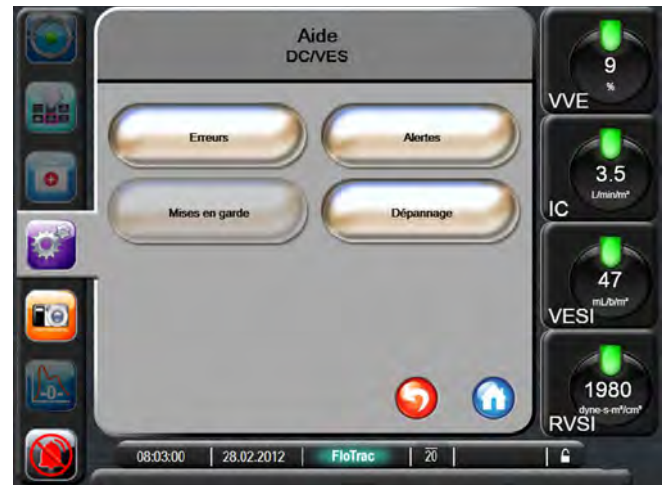 Aide
DC/VES
Erreurs
Alertes
Mises en garde
Dépannage
9
%
VVE
3.5
L/min/m²
IC
47
mL/b/m²
VESI
1980
dyne-s-m²/cm⁵
RVSI
-0-
08:03:00
28.02.2012
FloTrac
20